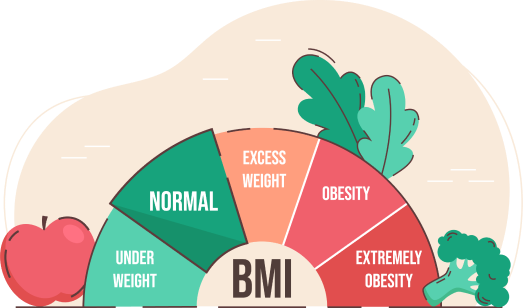 UNDER
WEIGHT
NORMAL
EXCESS
WEIGHT
OBESITY
EXTREMELY
OBESITY
BMI